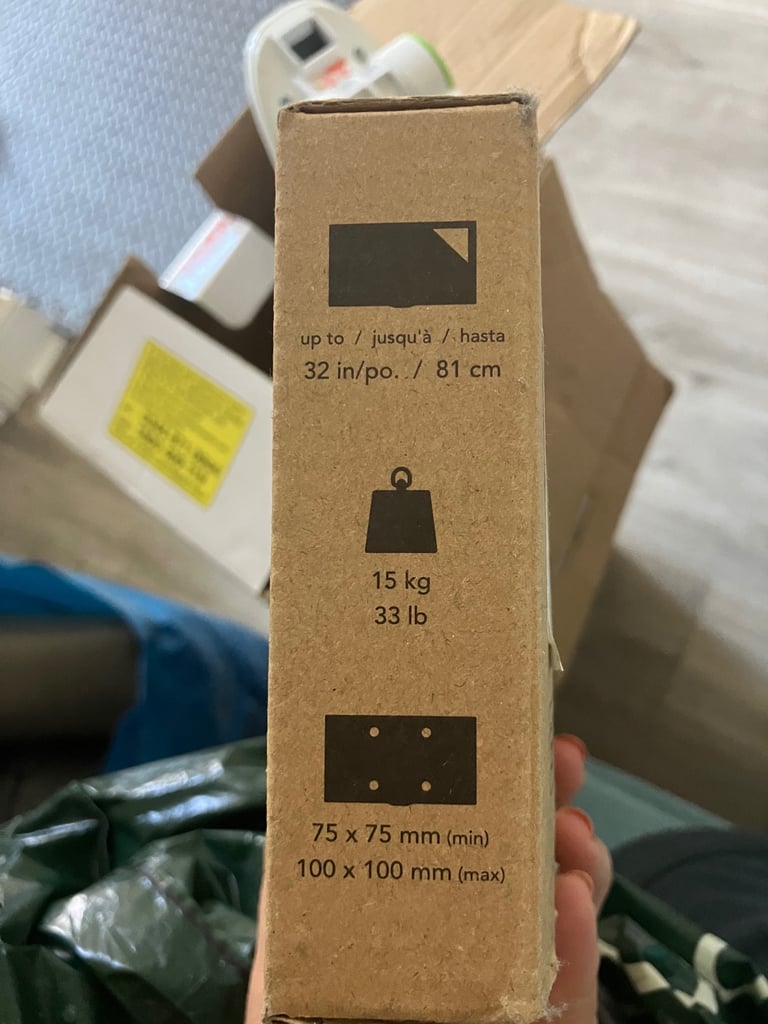 up to / jusqu'à / hasta
32 in/po. / 81 cm
15 kg
33 lb
75 x 75 mm (min)
100 x 100 mm (max)